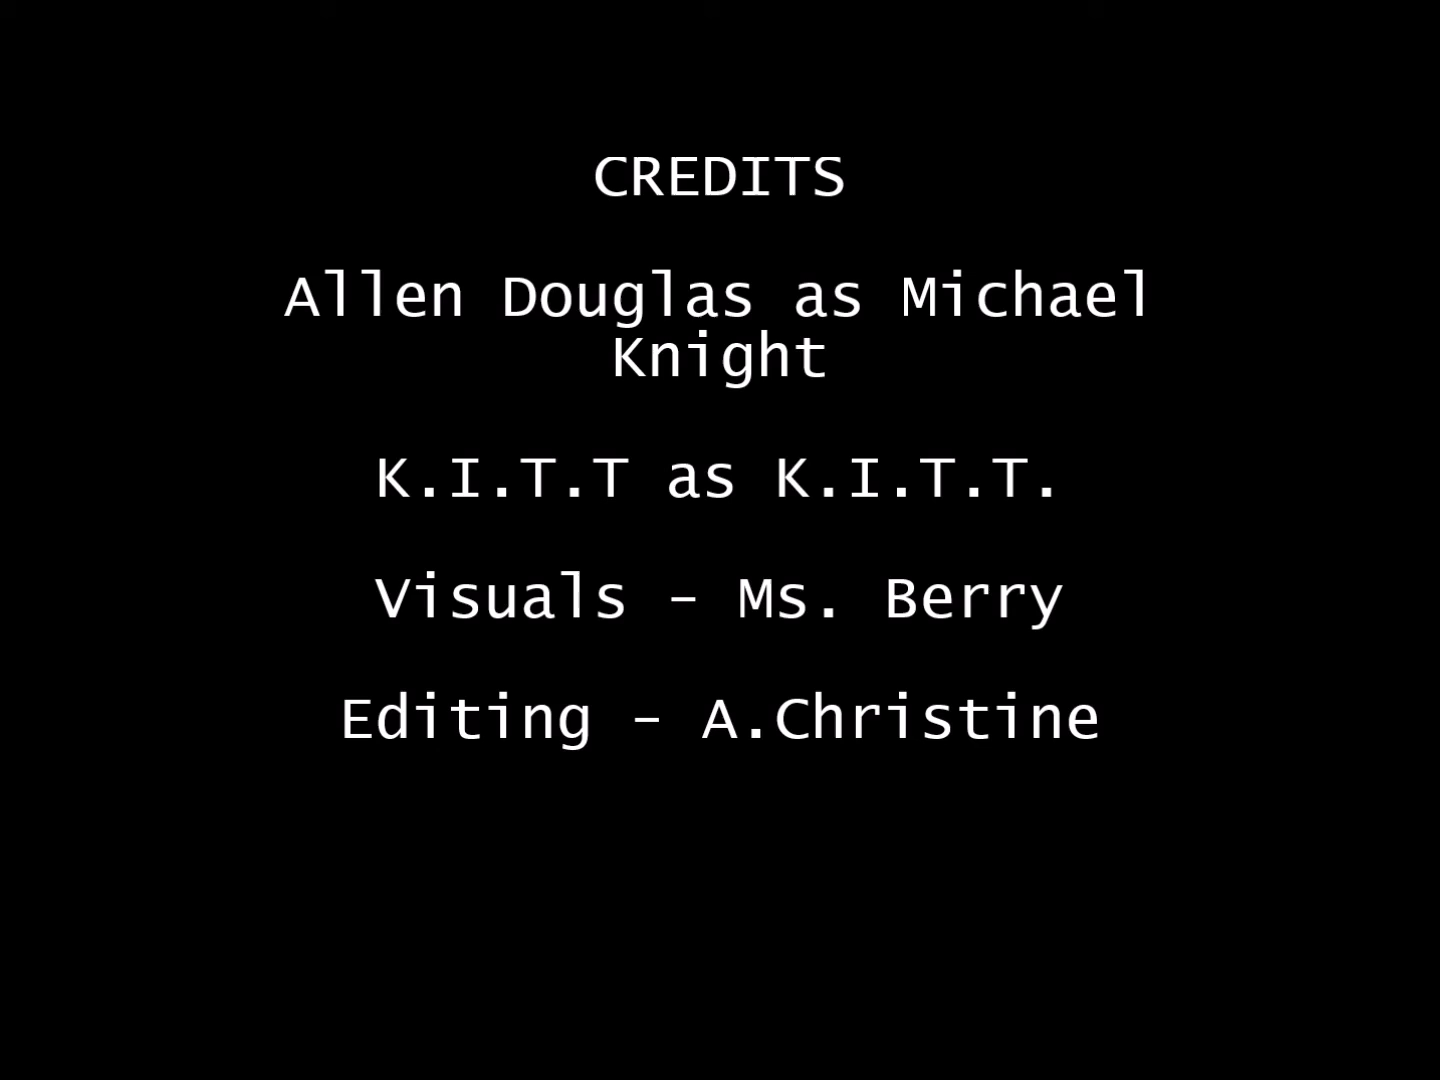 CREDITS
Allen Douglas as Michael
Knight
K.I.T.T as K.I.T.T.
Visuals - Ms. Berry
Editing - A.Christine